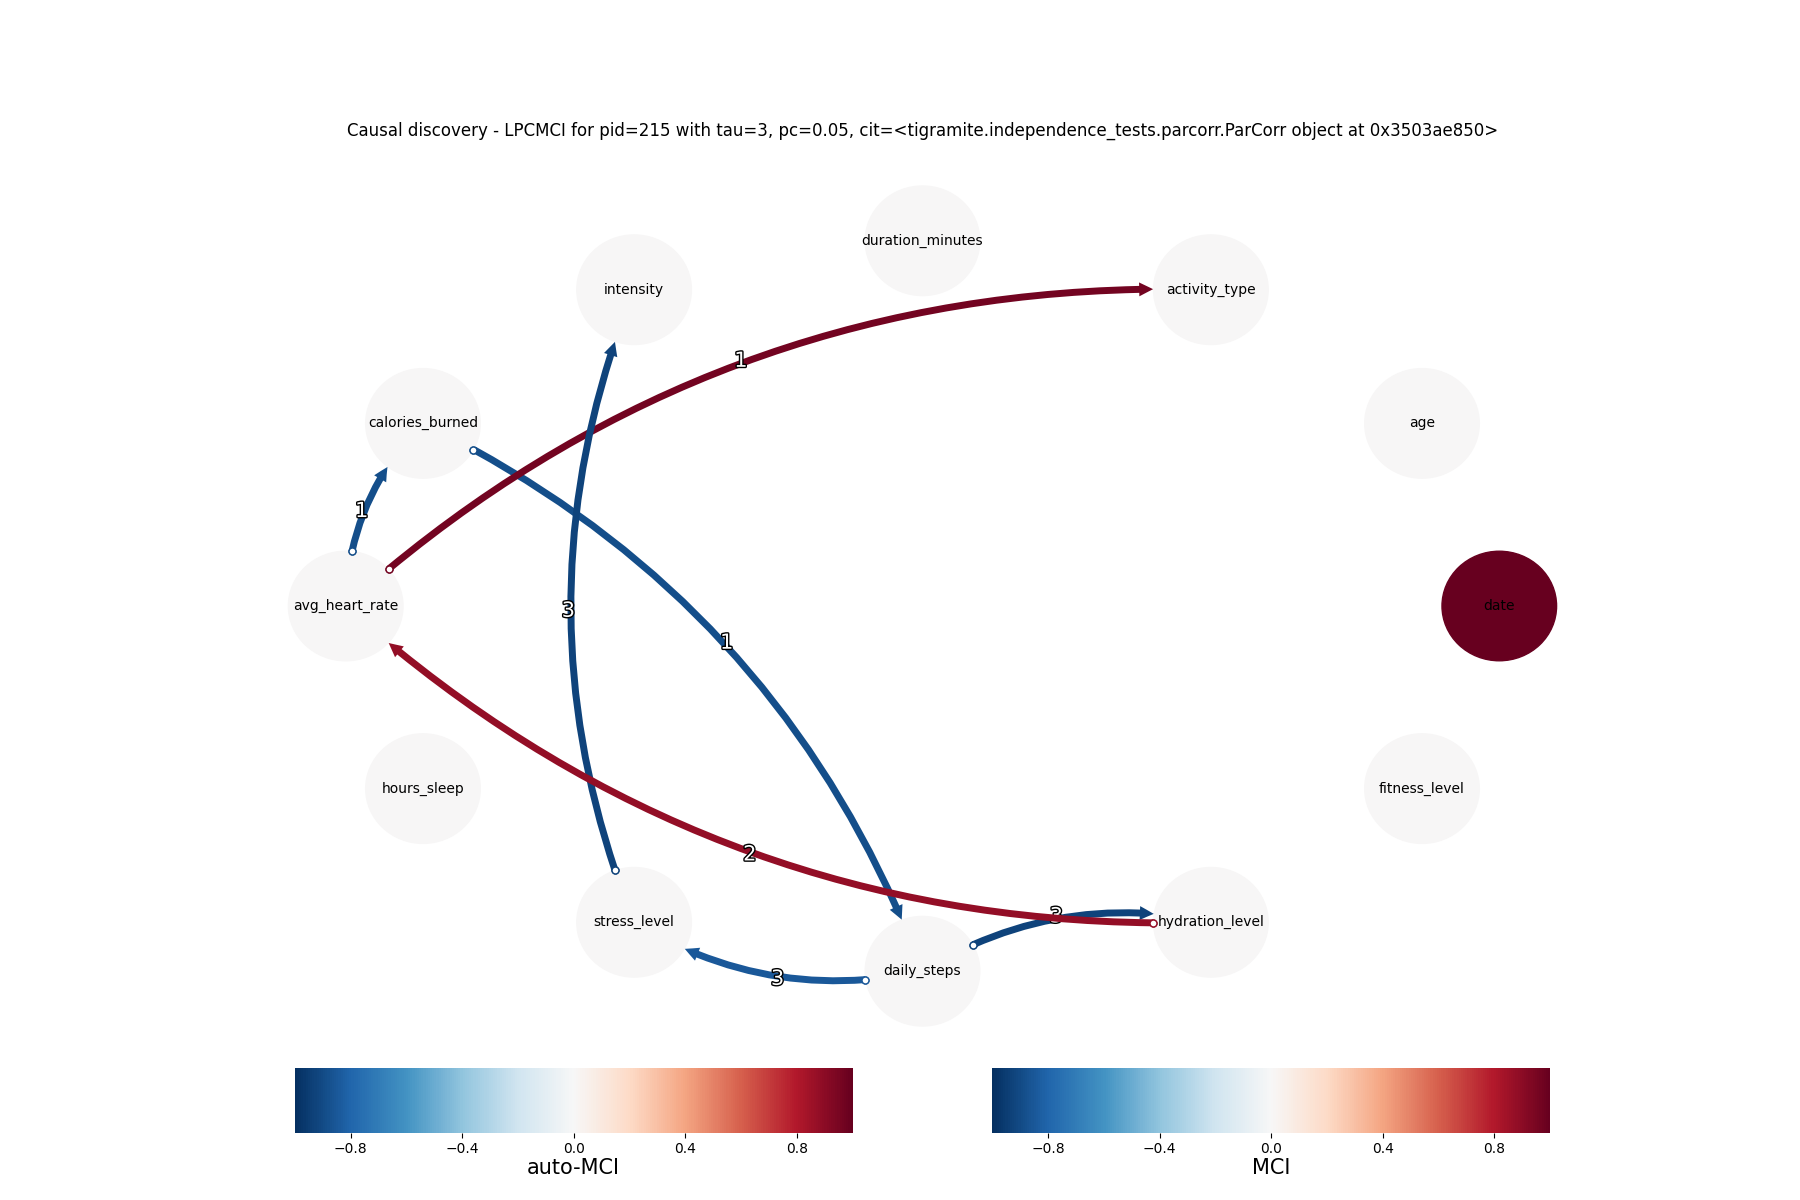 Causal discovery - LPCMCI for pid=215 with tau=3, pc=0.05, cit=<tigramite.independence_tests.parcorr.ParCorr object at 0x3503ae850>
duration_minutes
intensity
activity_type
1
calories_burned
age
1
avg_heart_rate
date
3
1
hours_sleep
fitness_level
2
stress_level
hydration_level
daily_steps
3
−0.8 −0.4 0.0 0.4 0.8
auto-MCI
−0.8 −0.4 0.0 0.4 0.8
MCI